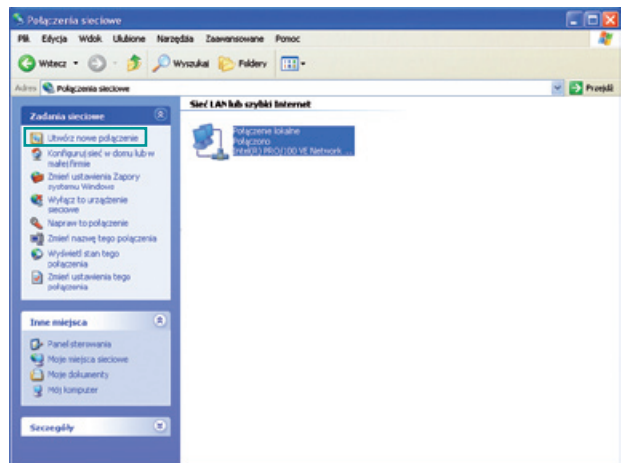 Połączenia sieciowe
Plik Edycja Widok Ulubione Narzędzia Zaawansowane Pomoc
Wstecz Wyszukaj Foldery
Adres Połączenia sieciowe Przejdź
Zadania sieciowe
Utwórz nowe połączenie
Konfiguruj sieć w domu lub w
małej firmie
Zmień ustawienia Zapory
systemu Windows
Wyłącz to urządzenie
sieciowe
Napraw to połączenie
Zmień nazwę tego połączenia
Wyświetl stan tego
połączenia
Zmień ustawienia tego
połączenia
Inne miejsca
Panel sterowania
Moje miejsca sieciowe
Moje dokumenty
Mój komputer
Szczegóły
Sieć LAN lub szybki Internet
Połączenie lokalne
Połączono
Intel(R) PRO/100 VE Network ...